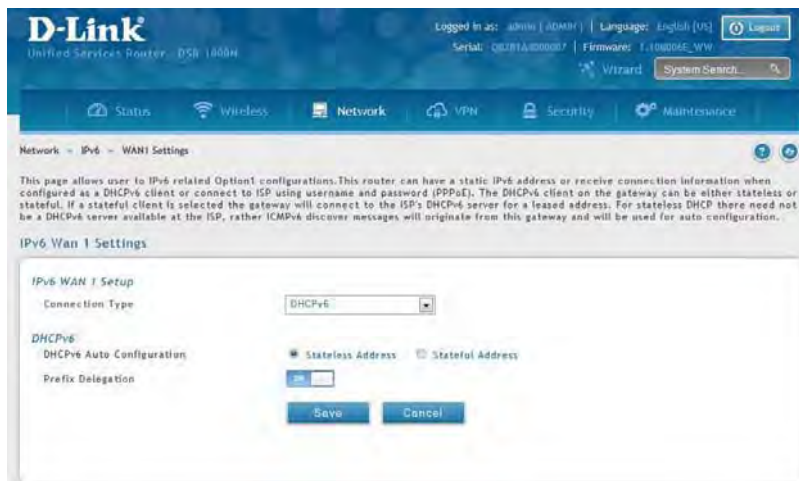 D-Link
Logged in as: admin ( ADMIN ) | Language: English [US] Logout
Unified Services Router - DSR-1000N
Serial: | Firmware:
Wizard System Search...
Status Wireless Network VPN Security Maintenance
Network » IPv6 » WAN1 Settings
This page allows user to IPv6 related Option1 configurations.This router can have a static IPv6 address or receive connection information when
configured as a DHCPv6 client or connect to ISP using username and password (PPPoE). The DHCPv6 client on the gateway can be either stateless or
stateful. If a stateful client is selected the gateway will connect to the ISP's DHCPv6 server for a leased address. For stateless DHCP there need not
be a DHCPv6 server available at the ISP, rather ICMPv6 discover messages will originate from this gateway and will be used for auto configuration.
IPv6 Wan 1 Settings
IPv6 WAN 1 Setup
Connection Type DHCPv6
DHCPv6
DHCPv6 Auto Configuration Stateless Address Stateful Address
Prefix Delegation ON
Save Cancel